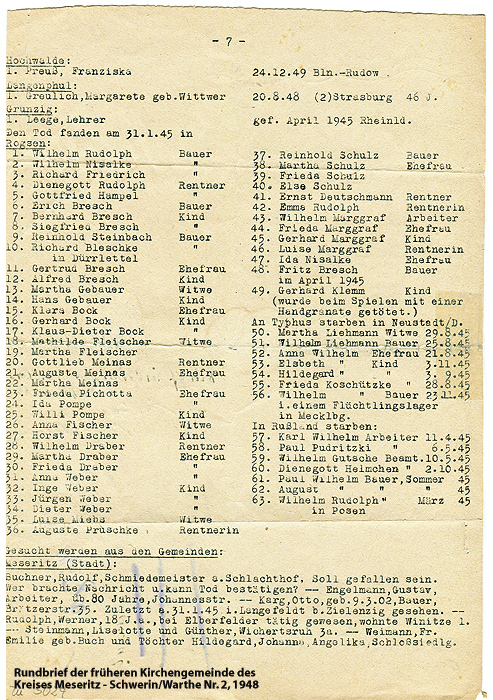 - 7 -
Hochwalde:
1. Preuß, Franziska 24.12.49 Bln.-Rudow
Lengenphul:
1. Greulich,Margarete geb.Wittwer 20.8.48 (2)Strasburg 46 J.
Grunzig:
1. Leege,Lehrer gef. April 1945 Rheinld.
Den Tod fanden am 31.1.45 in
Rogsen:
1. Wilhelm Rudolph Bauer
2. Wilhelm Niselke "
3. Richard Friedrich "
4. Dienegott Rudolph Rentner
5. Gottfried Hampel "
6. Erich Bresch Bauer
7. Bernhard Bresch Kind
8. Siegfried Bresch "
9. Reinhold Steinbach Bauer
10. Richard Bleschke "
in Dürrlettel
11. Gertrud Bresch Ehefrau
12. Alfred Bresch Kind
13. Martha Gebauer Witwe
14. Hans Gebauer Kind
15. Klara Bock Ehefrau
16. Gerhard Bock Kind
17. Klaus-Dieter Bock "
18. Mathilde Fleischer Witwe
19. Martha Fleischer
20. Gottlieb Meinas Rentner
21. Auguste Meinas Ehefrau
22. Martha Meinas
23. Frieda Pichotta Ehefrau
24. Ida Pompe "
25. Willi Pompe Kind
26. Anna Fischer Witwe
27. Horst Fischer Kind
28. Wilhelm Draber Rentner
29. Martha Draber Ehefrau
30. Frieda Draber "
31. Anna Weber "
32. Inge Weber Kind
33. Jürgen Weber "
34. Dieter Weber "
35. Luise Liebs Witwe
36. Auguste Prüschke Rentnerin
37. Reinhold Schulz Bauer
38. Martha Schulz Ehefrau
39. Frieda Schulz
40. Else Schulz
41. Ernst Deutschmann Rentner
42. Emma Rudolph Rentnerin
43. Wilhelm Marggraf Arbeiter
44. Frieda Marggraf Ehefrau
45. Gerhard Marggraf Kind
46. Luise Marggraf Rentnerin
47. Ida Nisalke Ehefrau
48. Fritz Bresch Bauer
im April 1945
49. Gerhard Klemm Kind
(wurde beim Spielen mit einer
Handgranate getötet.)
An Typhus starben in Neustedt/D.
50. Martha Liehmann Witwe 29.8.45
51. Wilhelm Liehmann Bauer 25.8.45
52. Anna Wilhelm Ehefrau 21.8.45
53. Elsbeth " Kind 3.11.45
54. Hildegard " " 3. 9.45
55. Frieda Koschützke " 28.8.45
56. Wilhelm " Bauer 23.11.45
i.einem Flüchtlingslager
in Mecklbg.
In Rußland starben:
57. Karl Wilhelm Arbeiter 11.4.45
58. Paul Pudritzki " 6.5.45
59. Wilhelm Gutsche Beamt.10.5.45
60. Dienegott Heimchen " 2.10.45
61. Paul Wilhelm Bauer,Sommer 45
62. August " " " 45
63. Wilhelm Rudolph" März 45
in Posen
Gesucht werden aus den Gemeinden:
Meseritz (Stadt):
Buchner,Rudolf,Schmiedemeister a.Schlachthof. Soll gefallen sein.
Wer brachte Nachricht u.kann Tod bestätigen? -- Engelmann,Gustav,
Arbeiter, üb.80 Jahre,Johannesstr. -- Karg,Otto,geb.9.3.02,Bauer,
Brätzerstr.35. Zuletzt a.31.1.45 i.Langefeldt b.Zielenzig gesehen. --
Rudolph,Werner,18 J., bei Elberfelder tätig gewesen,wohnte Winitze 1.
-- Steinmann,Liselotte und Günther,Wichertsruh 3a. -- Weimann,Fr.
Emilie geb.Buch und Töchter Hildegard,Johanna,Angelika,Schloßsiedlg.
Rundbrief der früheren Kirchengemeinde des
Kreises Meseritz - Schwerin/Warthe Nr. 2, 1948